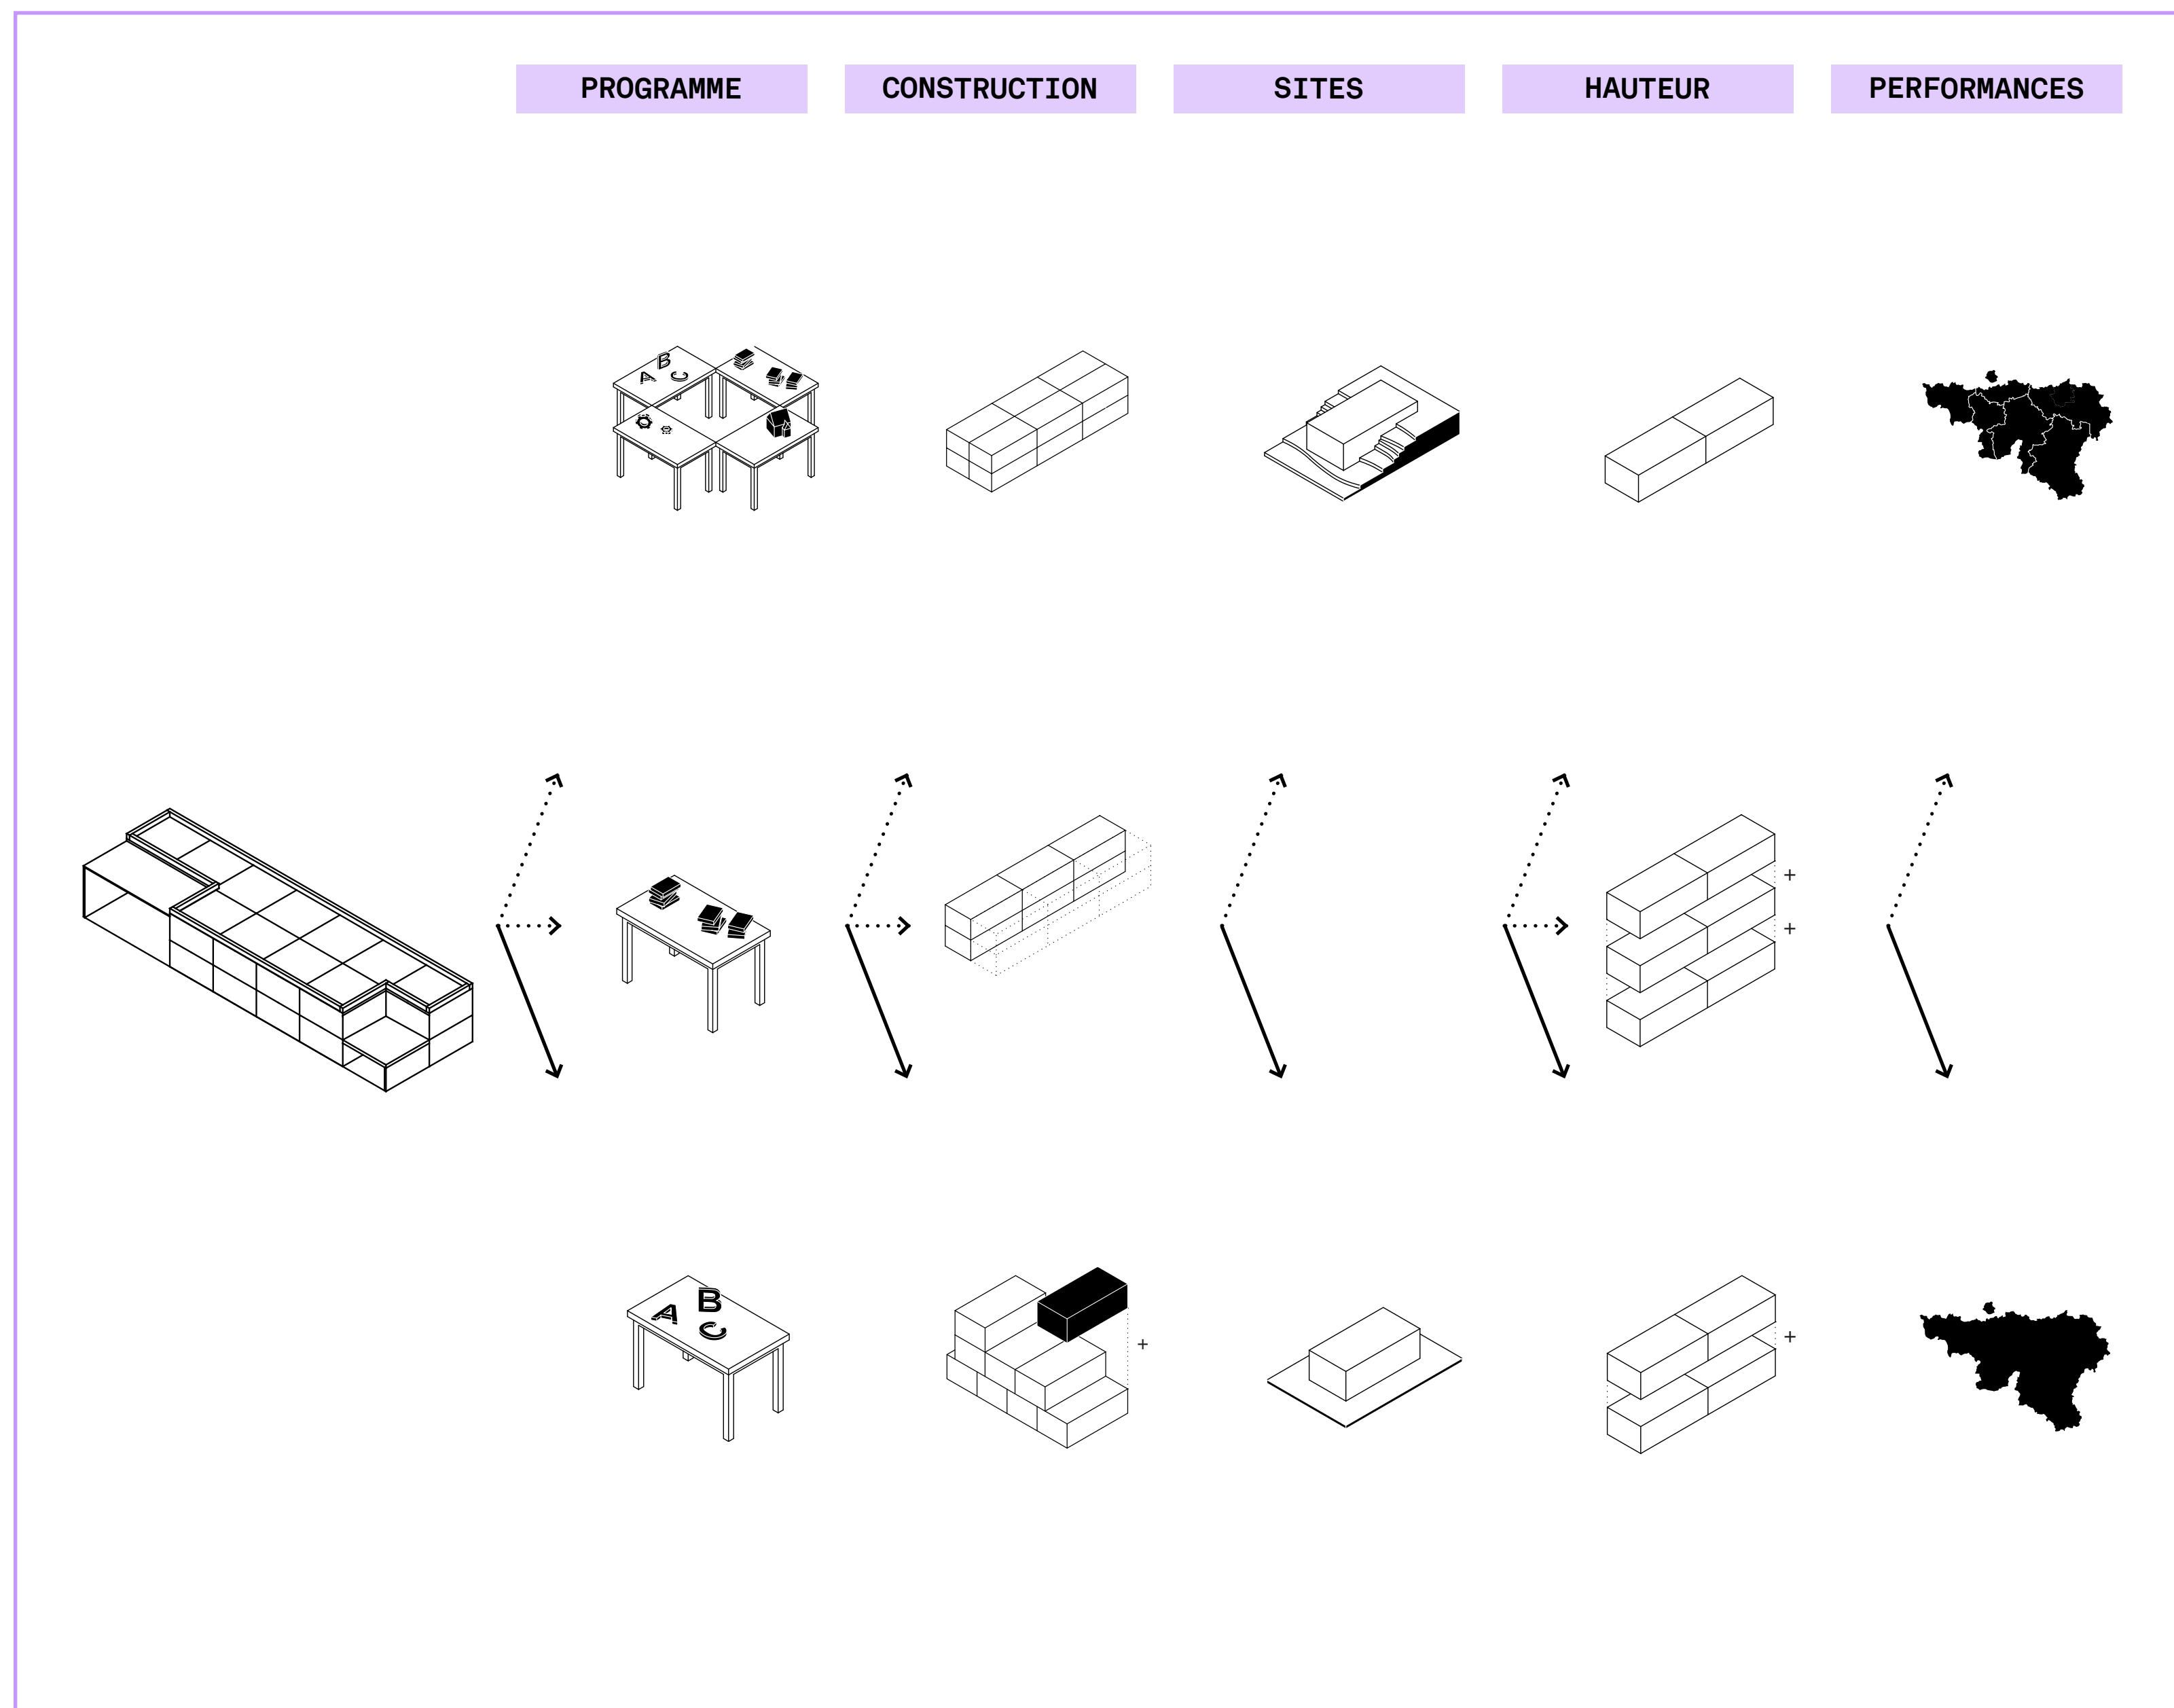 PROGRAMME
CONSTRUCTION
SITES
HAUTEUR
PERFORMANCES
B
A C
+
+
A B
C
+
+